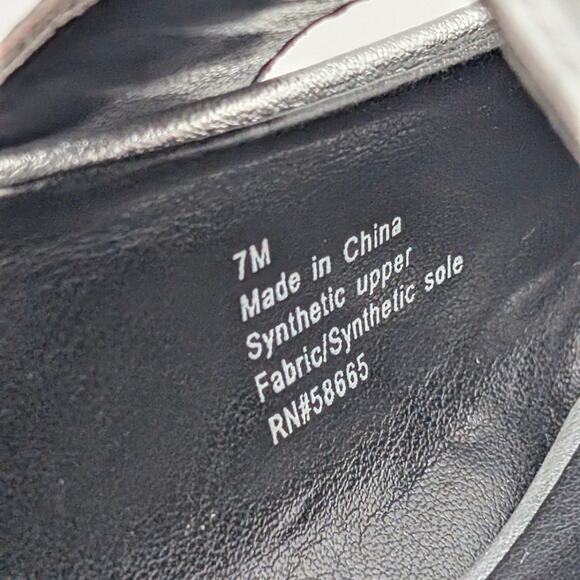 7M
Made in China
Synthetic upper
Fabric/Synthetic sole
RN#58665